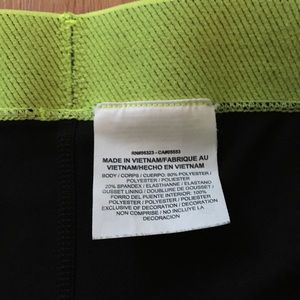 RN#56323 - CA#05553
MADE IN VIETNAM/FABRIQUE AU
VIETNAM/HECHO EN VIETNAM
BODY / CORPS / CUERPO: 80% POLYESTER
/ POLYESTER / POLIESTER
20% SPANDEX / ELASTHANNE / ELASTANO
GUSSET LINING / DOUBLURE DE GOUSSET /
FORRO DEL FUENTE INTERIOR: 100%
POLYESTER / POLYESTER / POLIESTER
EXCLUSIVE OF DECORATION / DECORATION
NON COMPRISE / NO INCLUYE LA
DECORACION